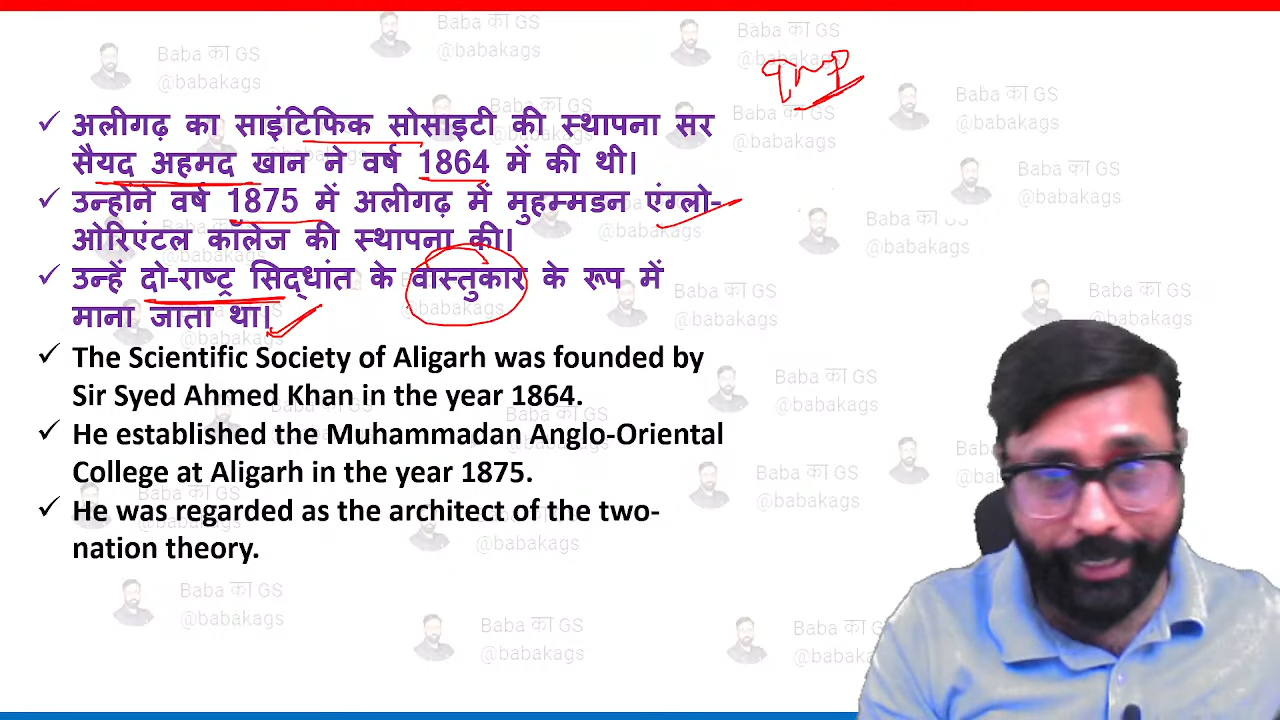 Imp
✓ अलीगढ़ का साइंटिफिक सोसाइटी की स्थापना सर
सैयद अहमद खान ने वर्ष 1864 में की थी।
✓ उन्होने वर्ष 1875 में अलीगढ़ में मुहम्मडन एंग्लो-
ओरिएंटल कॉलेज की स्थापना की।
✓ उन्हें दो-राष्ट्र सिद्धांत के वास्तुकार के रूप में
माना जाता था।
✓ The Scientific Society of Aligarh was founded by
Sir Syed Ahmed Khan in the year 1864.
✓ He established the Muhammadan Anglo-Oriental
College at Aligarh in the year 1875.
✓ He was regarded as the architect of the two-
nation theory.
Baba का GS
@babakags